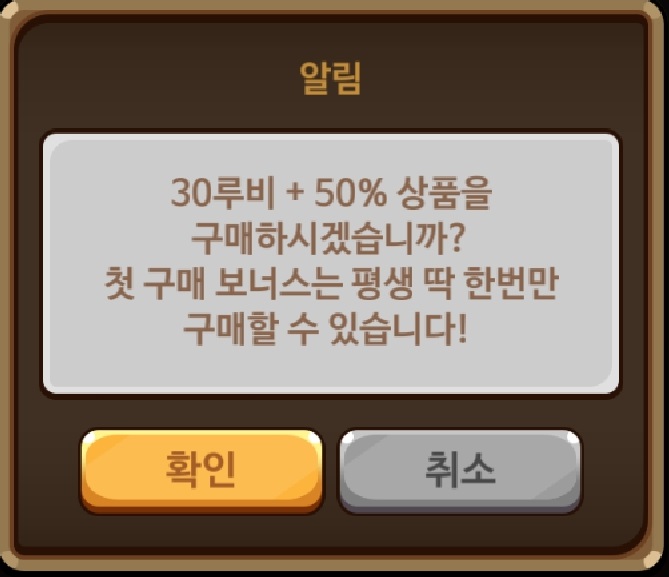 알림
30루비 + 50% 상품을
구매하시겠습니까?
첫 구매 보너스는 평생 딱 한번만
구매할 수 있습니다!
확인
취소